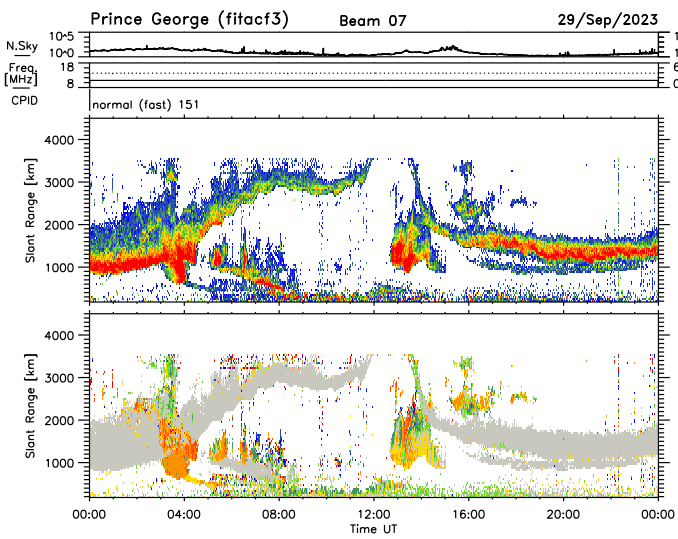 Prince George (fitacf3) Beam 07 29/Sep/2023
10^5
N.Sky
10^0
Freq. 18 6
[MHz] 8 0
CPID normal (fast) 151
4000
3000
2000
1000
Slant Range [km]
4000
3000
2000
1000
Slant Range [km]
00:00 04:00 08:00 12:00 16:00 20:00 00:00
Time UT